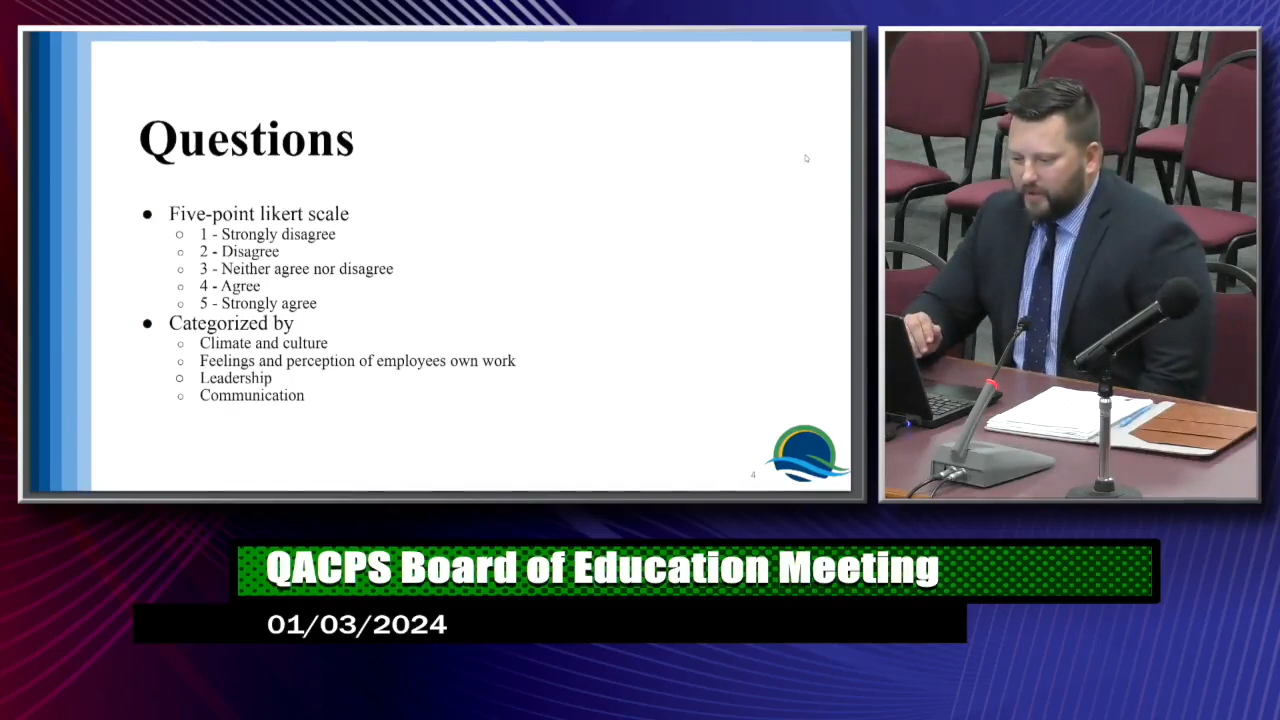 Questions
● Five-point likert scale
○ 1 - Strongly disagree
○ 2 - Disagree
○ 3 - Neither agree nor disagree
○ 4 - Agree
○ 5 - Strongly agree
● Categorized by
○ Climate and culture
○ Feelings and perception of employees own work
○ Leadership
○ Communication
4
QACPS Board of Education Meeting
01/03/2024